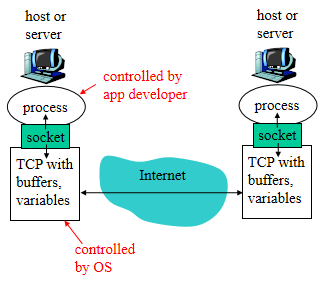 host or
server
host or
server
controlled by
app developer
process
process
socket
socket
TCP with
buffers,
variables
Internet
TCP with
buffers,
variables
controlled
by OS